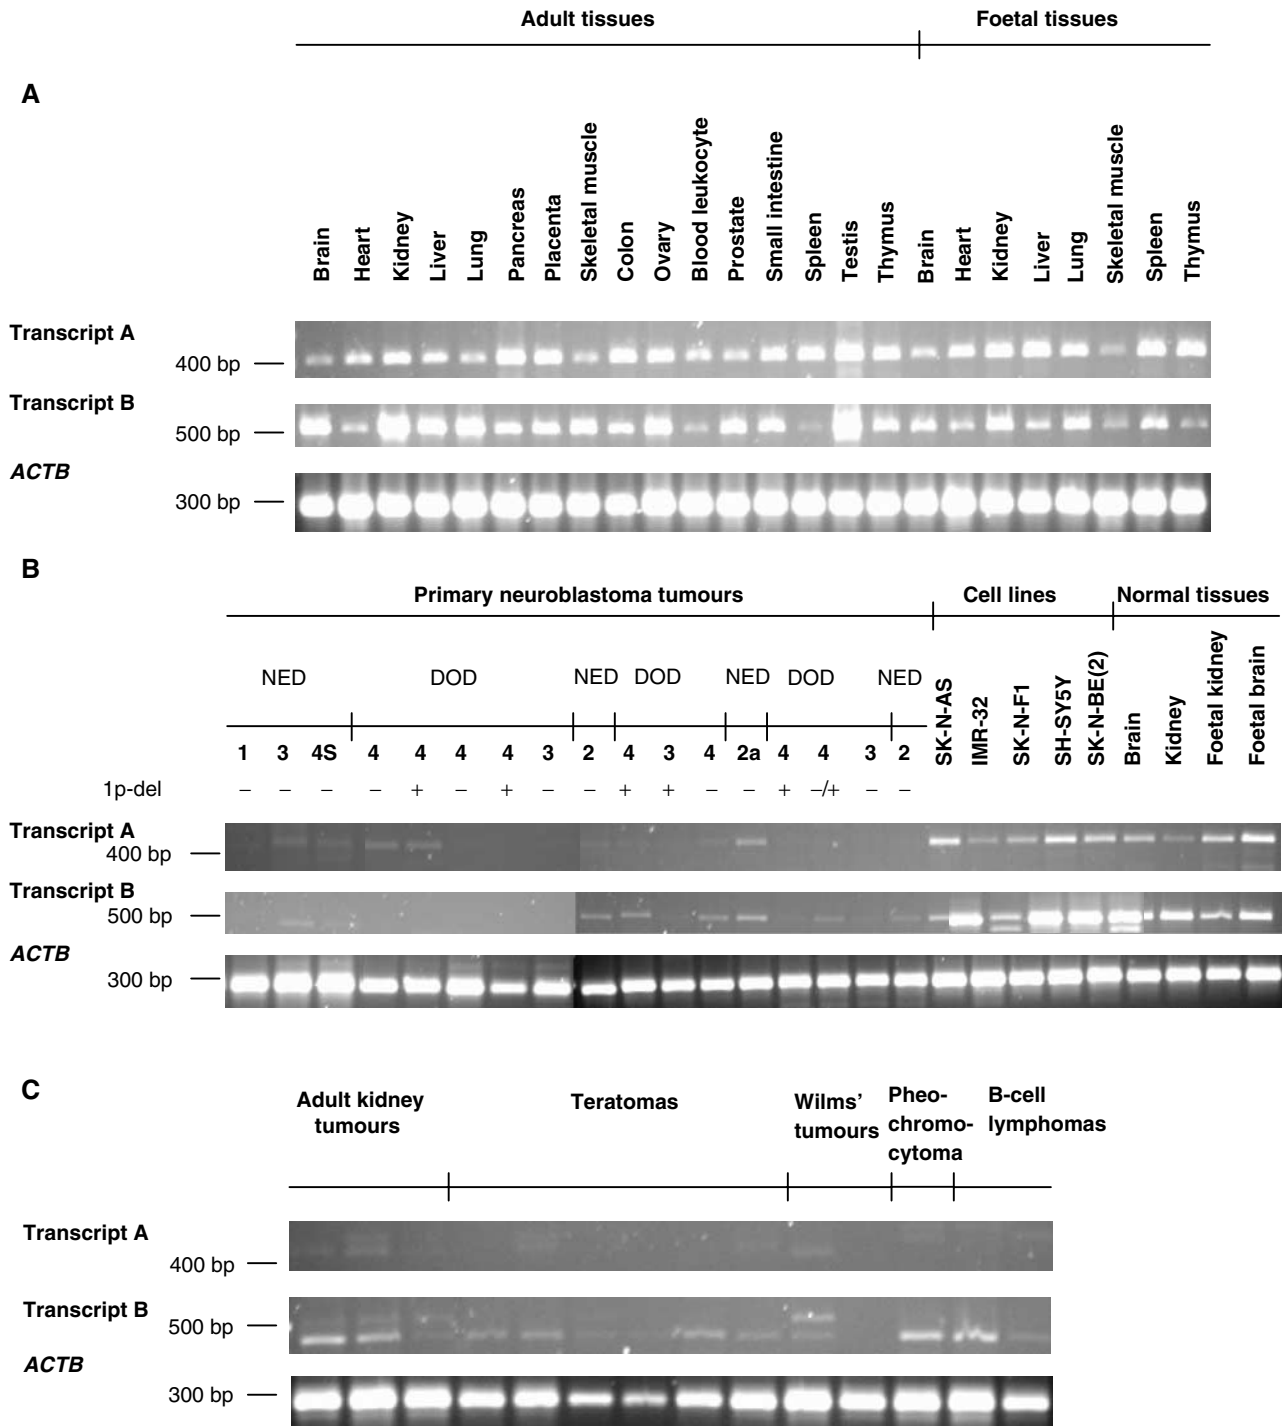 Adult tissues Foetal tissues
A
Brain Heart Kidney Liver Lung Pancreas Placenta Skeletal muscle Colon Ovary Blood leukocyte Prostate Small intestine Spleen Testis Thymus Brain Heart Kidney Liver Lung Skeletal muscle Spleen Thymus
Transcript A
400 bp
Transcript B
500 bp
ACTB
300 bp
B
Primary neuroblastoma tumours Cell lines Normal tissues
NED DOD NED DOD NED DOD NED
SK-N-AS IMR-32 SK-N-F1 SH-SY5Y SK-N-BE(2) Brain Kidney Foetal kidney Foetal brain
1 3 4S 4 4 4 4 3 2 4 3 4 2a 4 4 3 2
1p-del – – – – + – + – – + + – – + –/+ – –
Transcript A
400 bp
Transcript B
500 bp
ACTB
300 bp
C
Adult kidney tumours
Teratomas
Wilms’ tumours
Pheo-
chromo-
cytoma
B-cell lymphomas
Transcript A
400 bp
Transcript B
500 bp
ACTB
300 bp